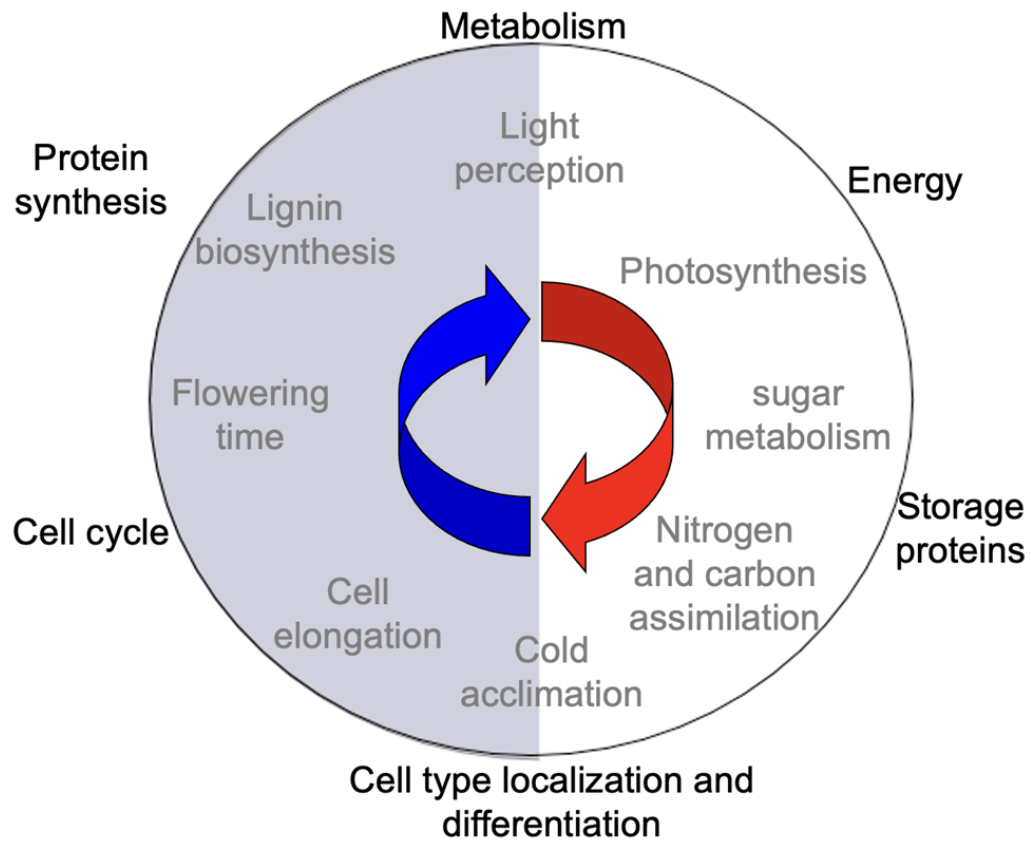 Metabolism
Light
perception
Protein
synthesis
Energy
Lignin
biosynthesis
Photosynthesis
Flowering
time
sugar
metabolism
Cell cycle
Storage
proteins
Nitrogen
and carbon
assimilation
Cell
elongation
Cold
acclimation
Cell type localization and
differentiation